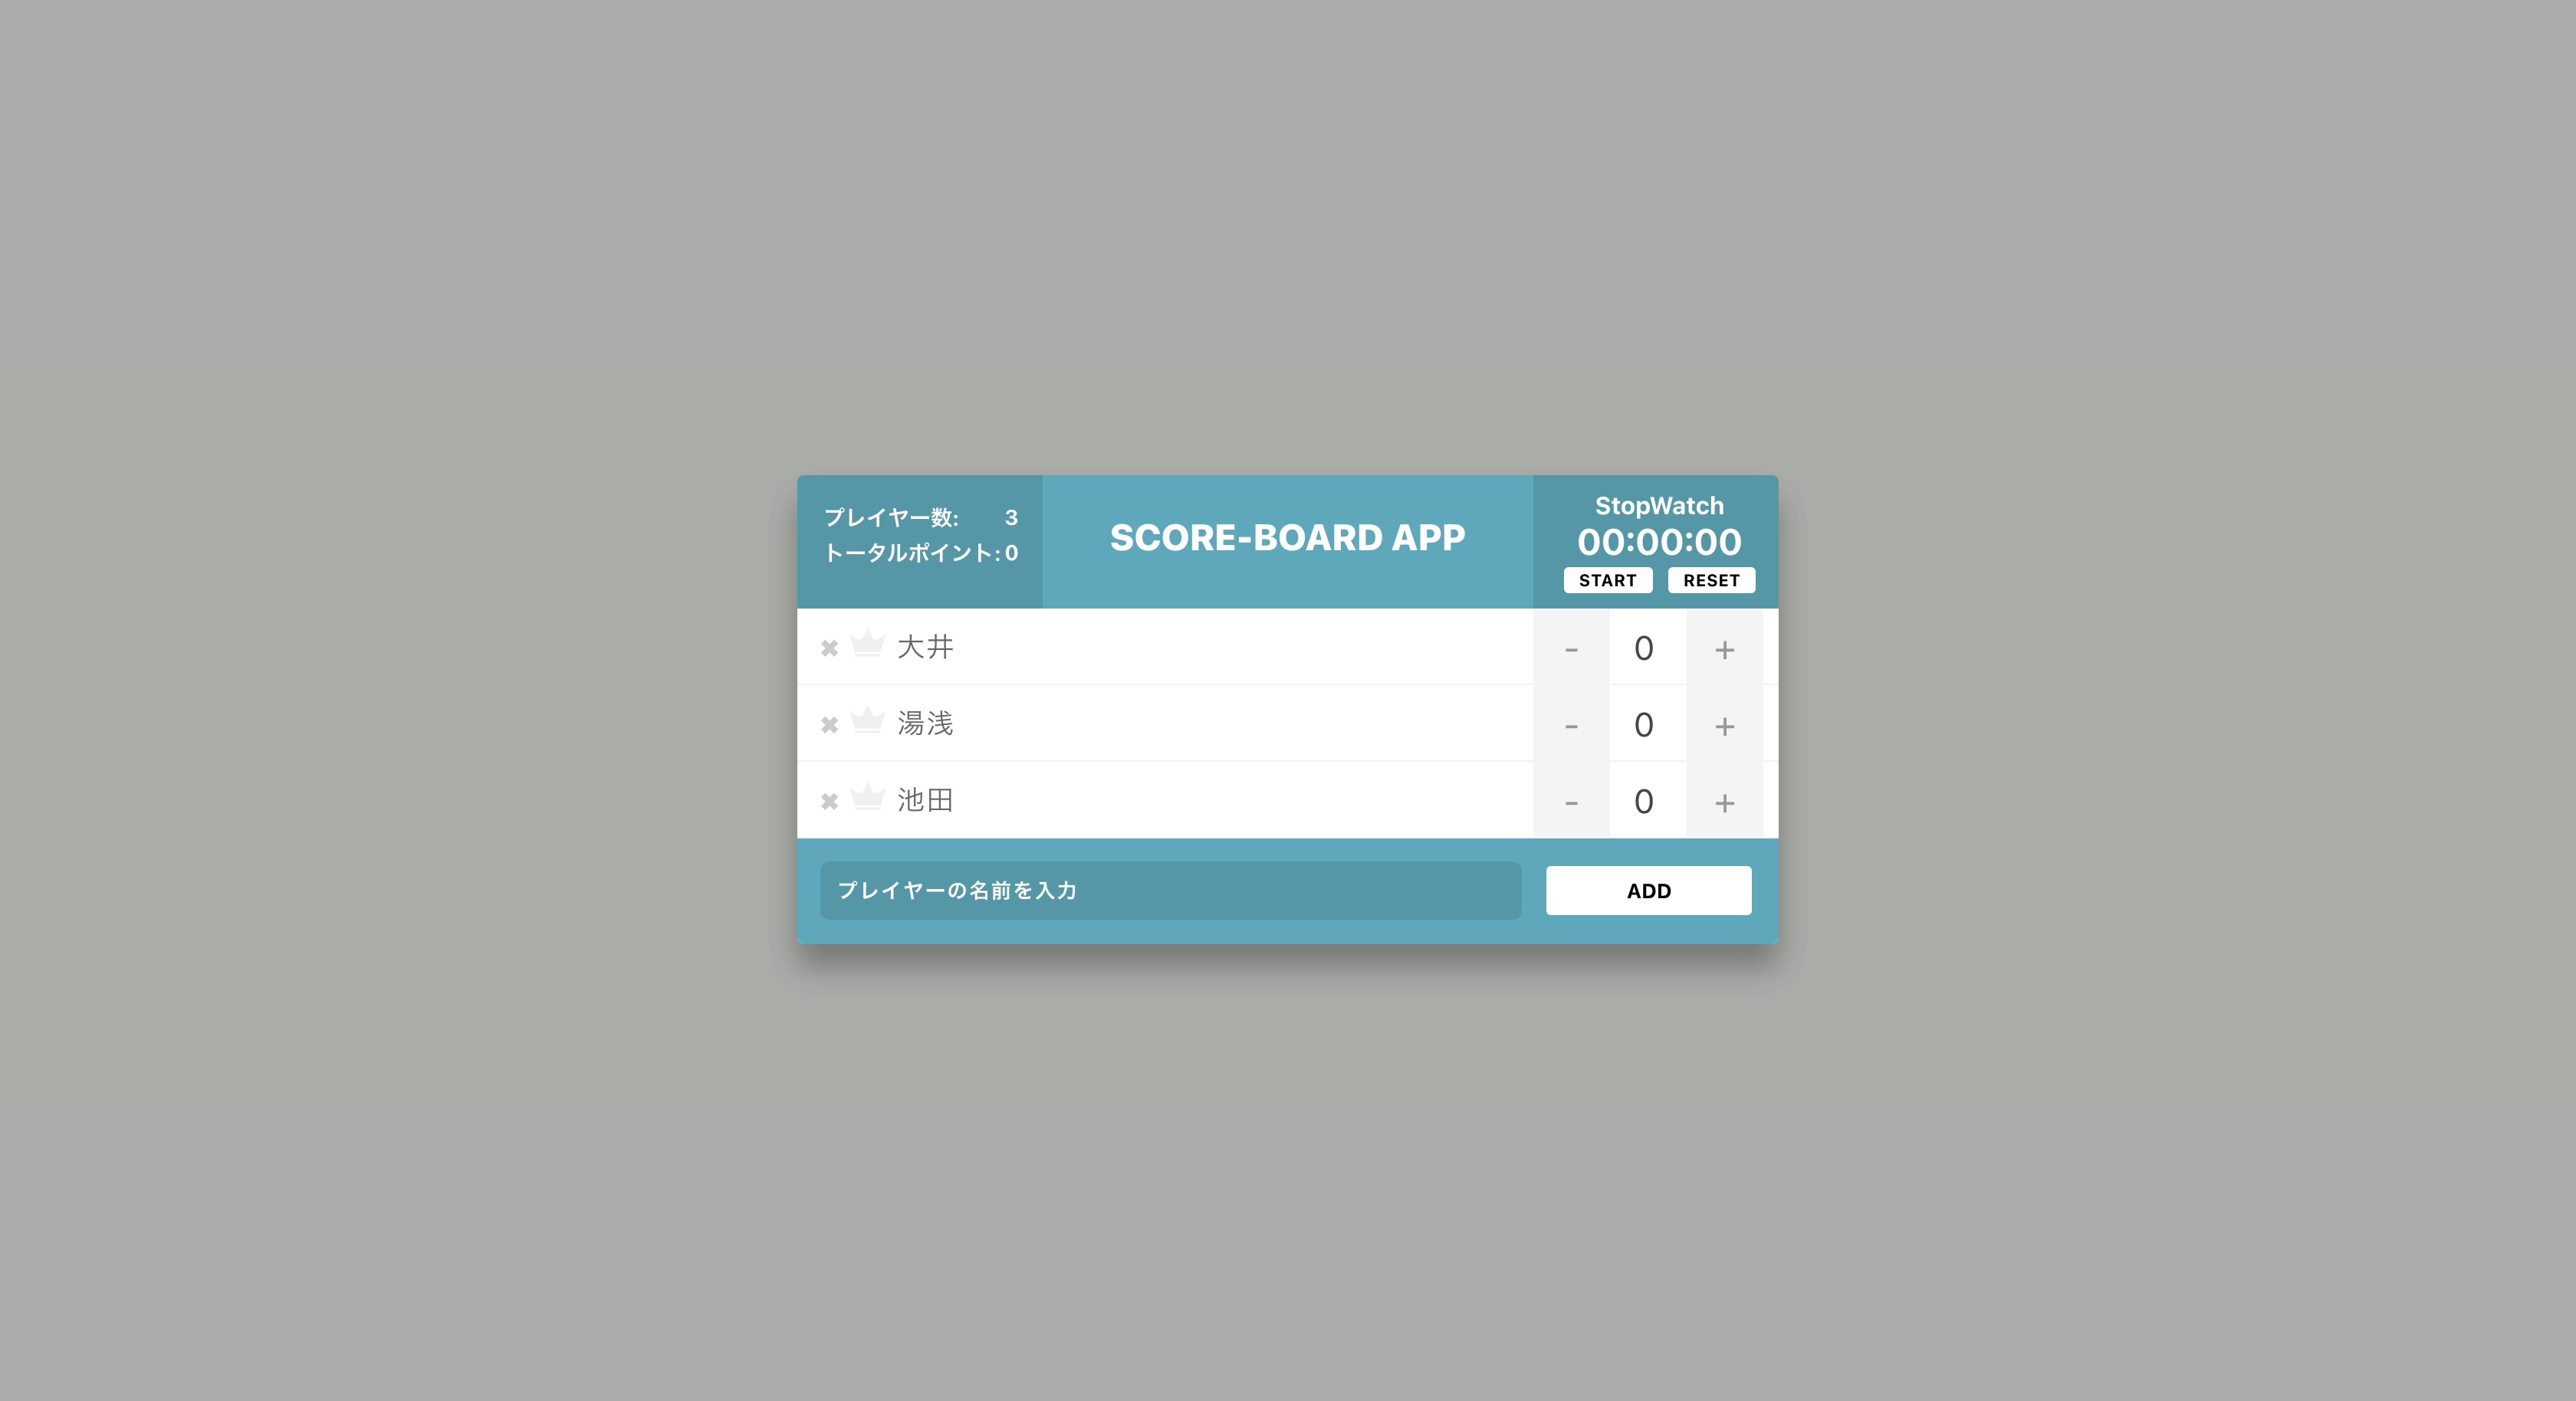 プレイヤー数: 3
トータルポイント: 0
SCORE-BOARD APP
StopWatch
00:00:00
START RESET
✖ 大井 - 0 +
✖ 湯浅 - 0 +
✖ 池田 - 0 +
プレイヤーの名前を入力 ADD